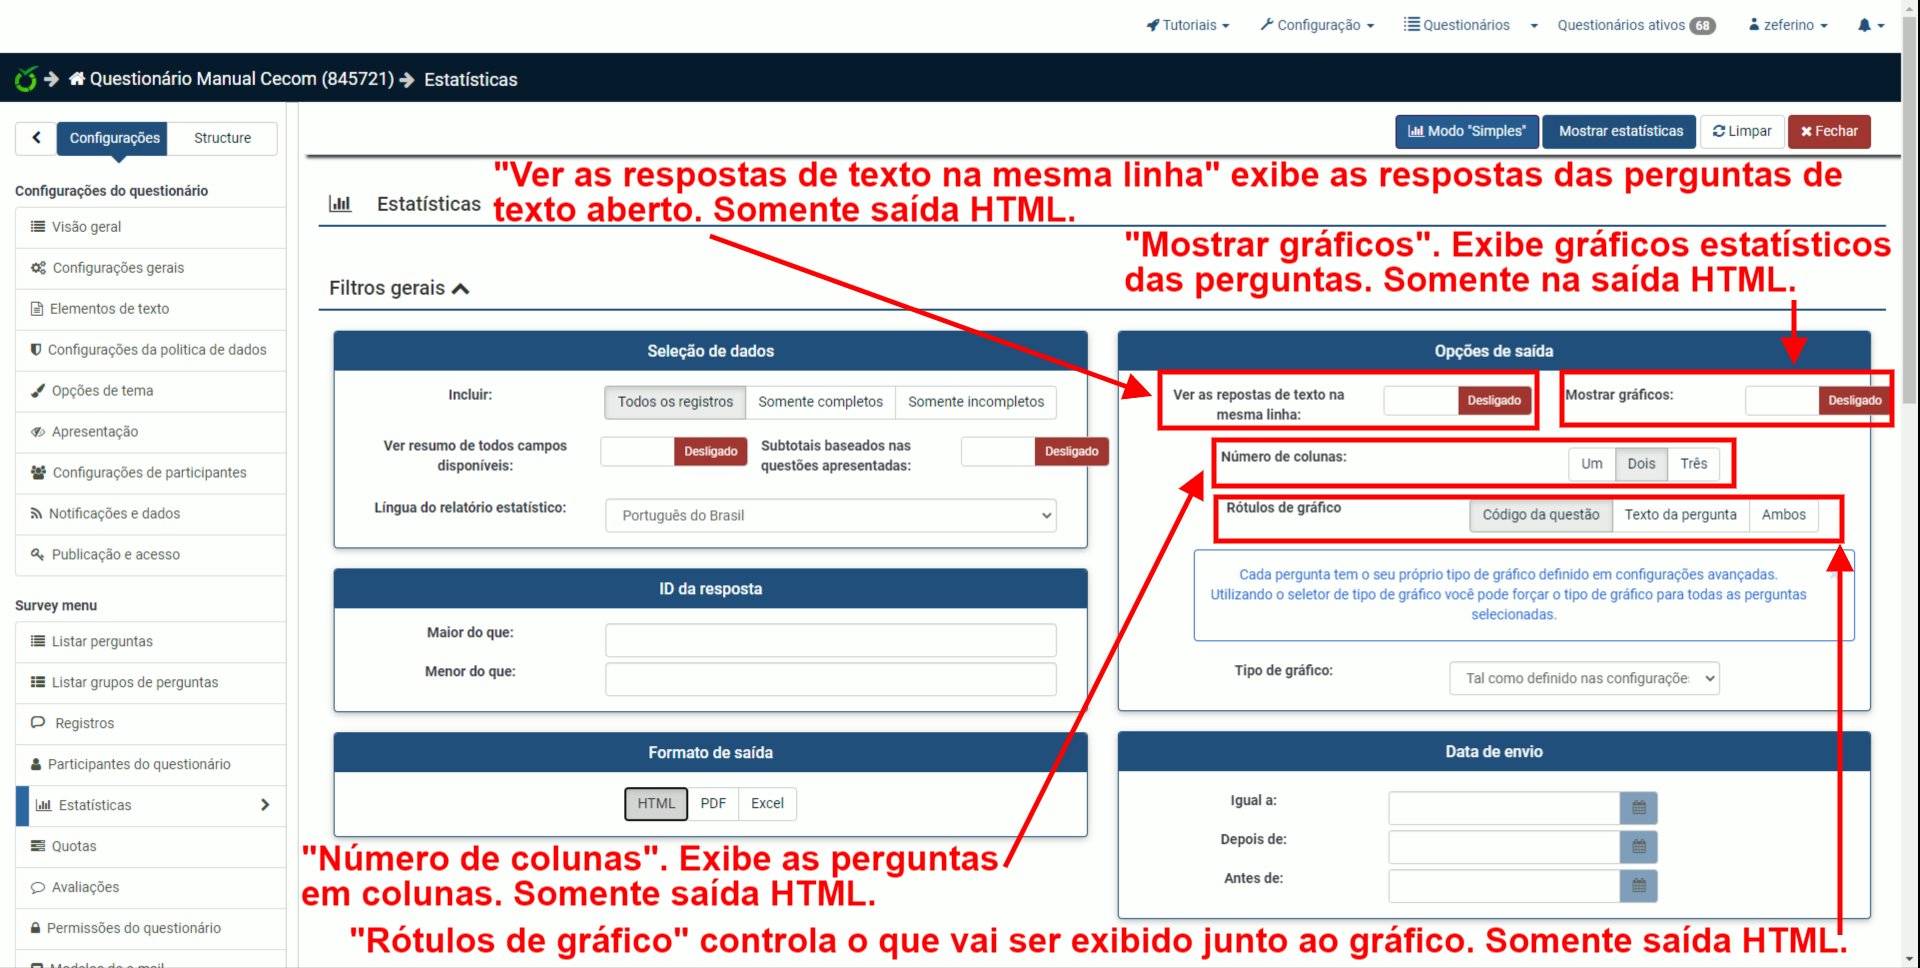 Tutoriais
Configuração
Questionários
Questionários ativos 68
zeferino
Questionário Manual Cecom (845721)
Estatísticas
Configurações
Structure
Modo "Simples"
Mostrar estatísticas
Limpar
Fechar
"Ver as respostas de texto na mesma linha" exibe as respostas das perguntas de
texto aberto. Somente saída HTML.
"Mostrar gráficos". Exibe gráficos estatísticos
das perguntas. Somente na saída HTML.
Configurações do questionário
Visão geral
Configurações gerais
Elementos de texto
Configurações da politica de dados
Opções de tema
Apresentação
Configurações de participantes
Notificações e dados
Publicação e acesso
Survey menu
Listar perguntas
Listar grupos de perguntas
Registros
Participantes do questionário
Estatísticas
Quotas
Avaliações
Permissões do questionário
Modelos de e-mail
Estatísticas
Filtros gerais
Seleção de dados
Incluir:
Todos os registros
Somente completos
Somente incompletos
Ver resumo de todos campos
disponíveis:
Desligado
Subtotais baseados nas
questões apresentadas:
Desligado
Língua do relatório estatístico:
Português do Brasil
ID da resposta
Maior do que:
Menor do que:
Formato de saída
HTML
PDF
Excel
Opções de saída
Ver as repostas de texto na
mesma linha:
Desligado
Mostrar gráficos:
Desligado
Número de colunas:
Um
Dois
Três
Rótulos de gráfico
Código da questão
Texto da pergunta
Ambos
Cada pergunta tem o seu próprio tipo de gráfico definido em configurações avançadas.
Utilizando o seletor de tipo de gráfico você pode forçar o tipo de gráfico para todas as perguntas
selecionadas.
Tipo de gráfico:
Tal como definido nas configuraçõe
Data de envio
Igual a:
Depois de:
Antes de:
"Número de colunas". Exibe as perguntas
em colunas. Somente saída HTML.
"Rótulos de gráfico" controla o que vai ser exibido junto ao gráfico. Somente saída HTML.